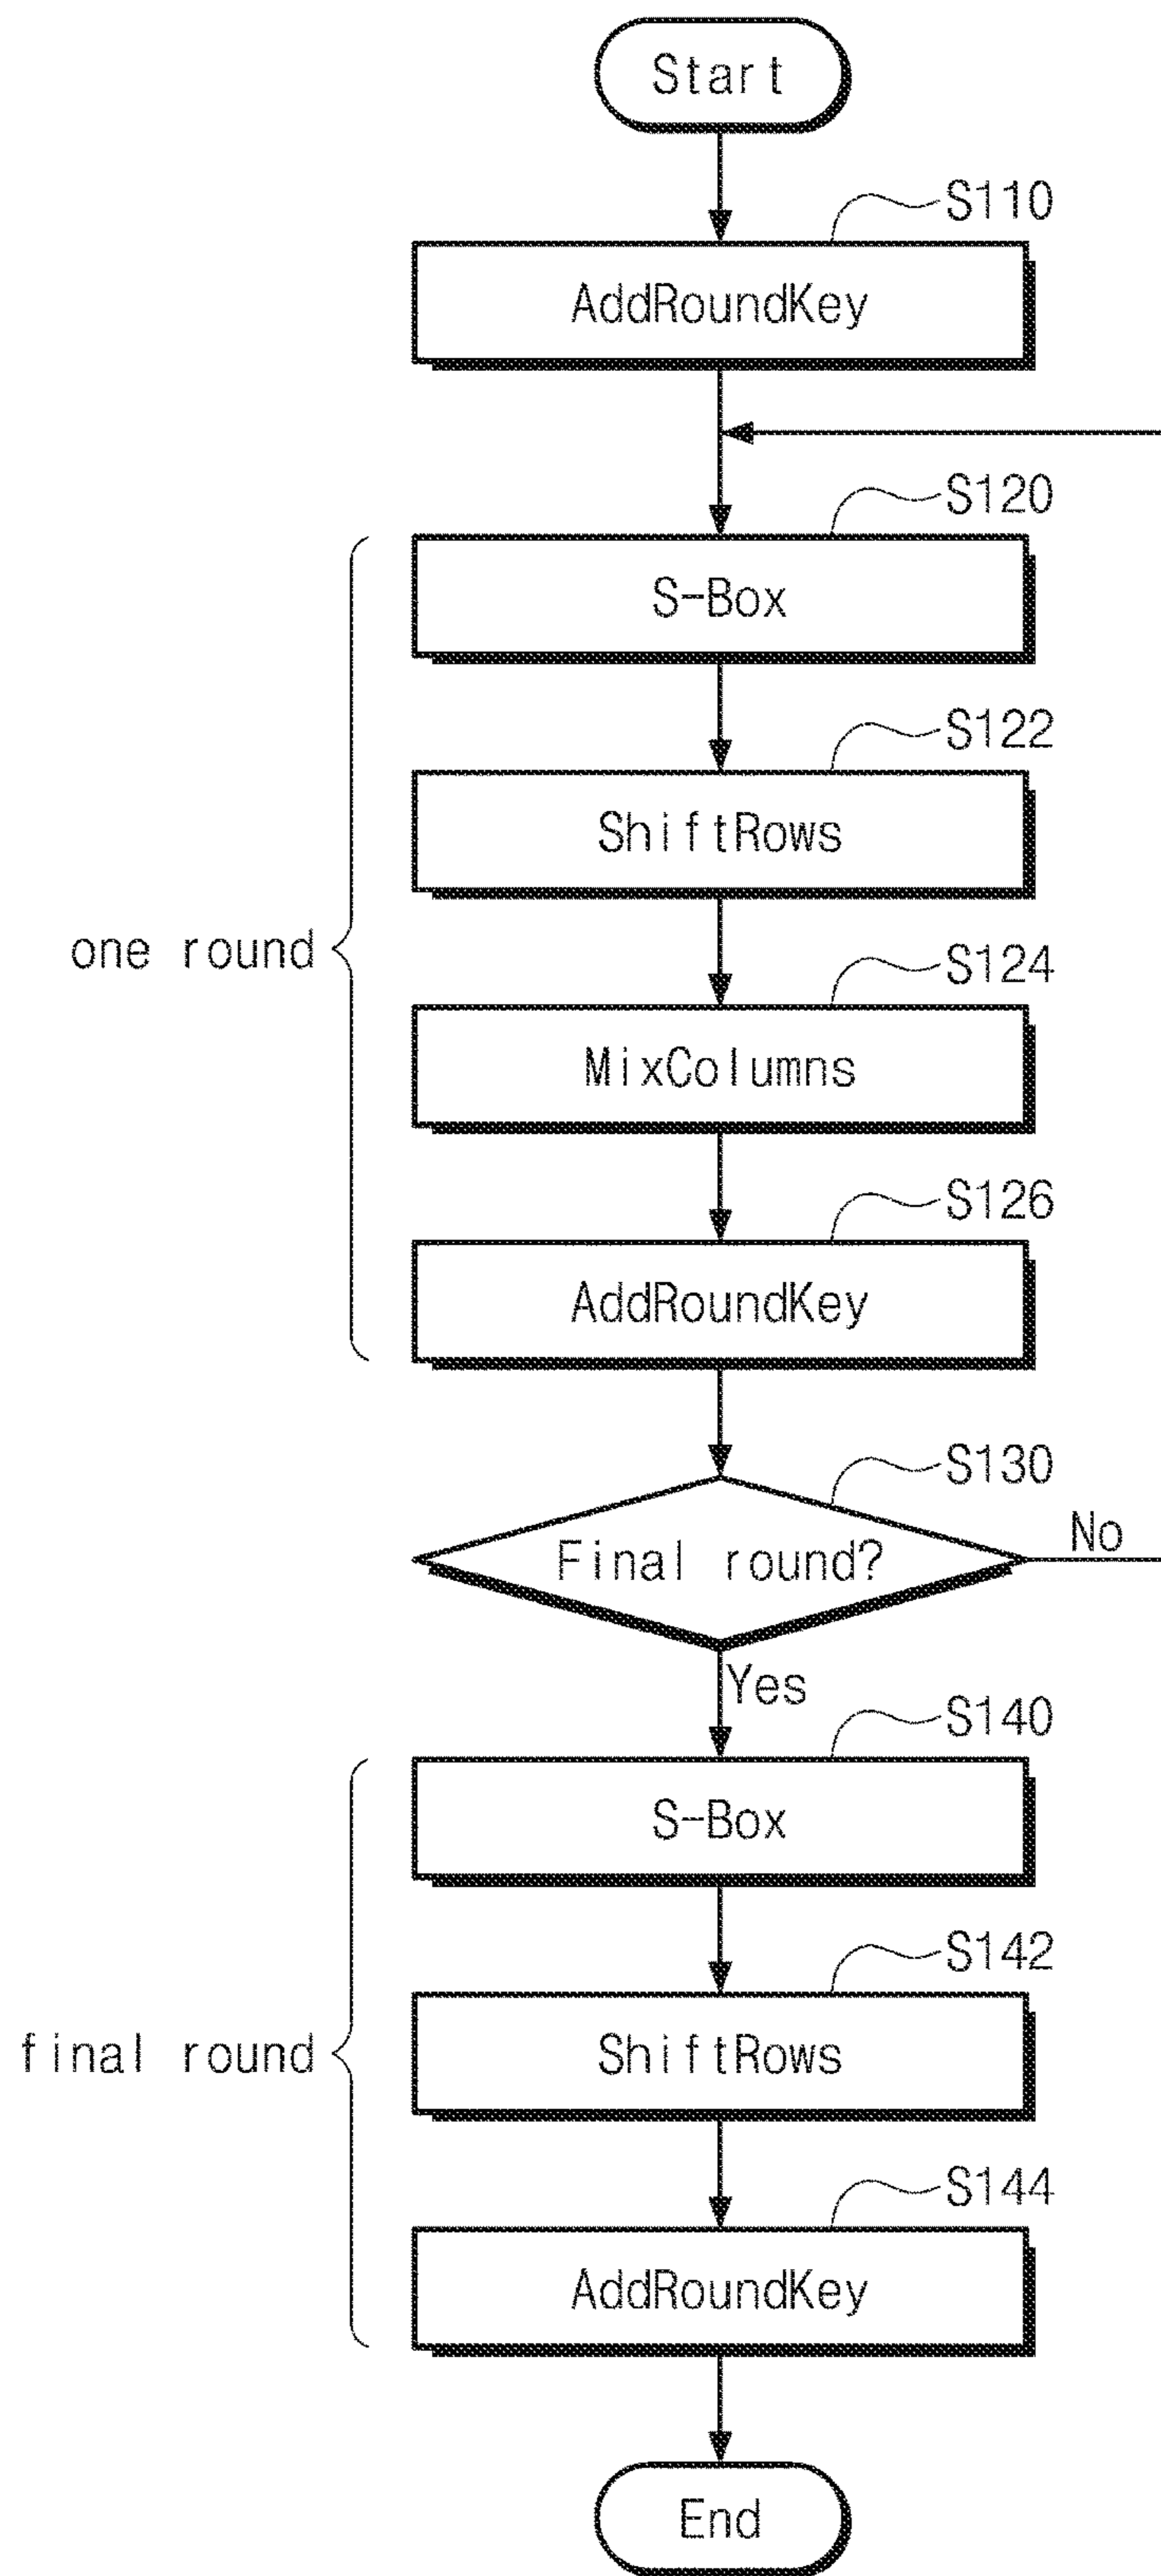 Start
S110
AddRoundKey
S120
S-Box
S122
ShiftRows
one round
S124
MixColumns
S126
AddRoundKey
S130
Final round?
No
Yes
S140
S-Box
S142
ShiftRows
final round
S144
AddRoundKey
End